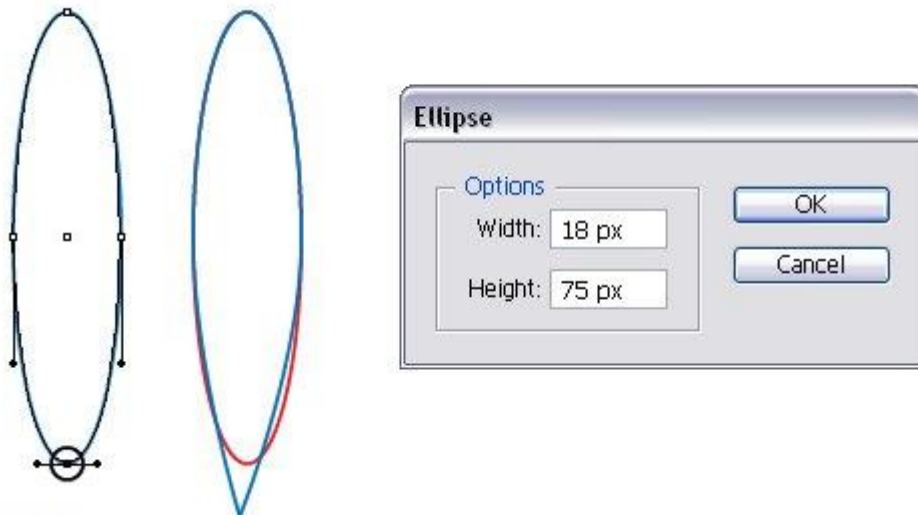 Ellipse
Options
Width: 18 px
Height: 75 px
OK
Cancel